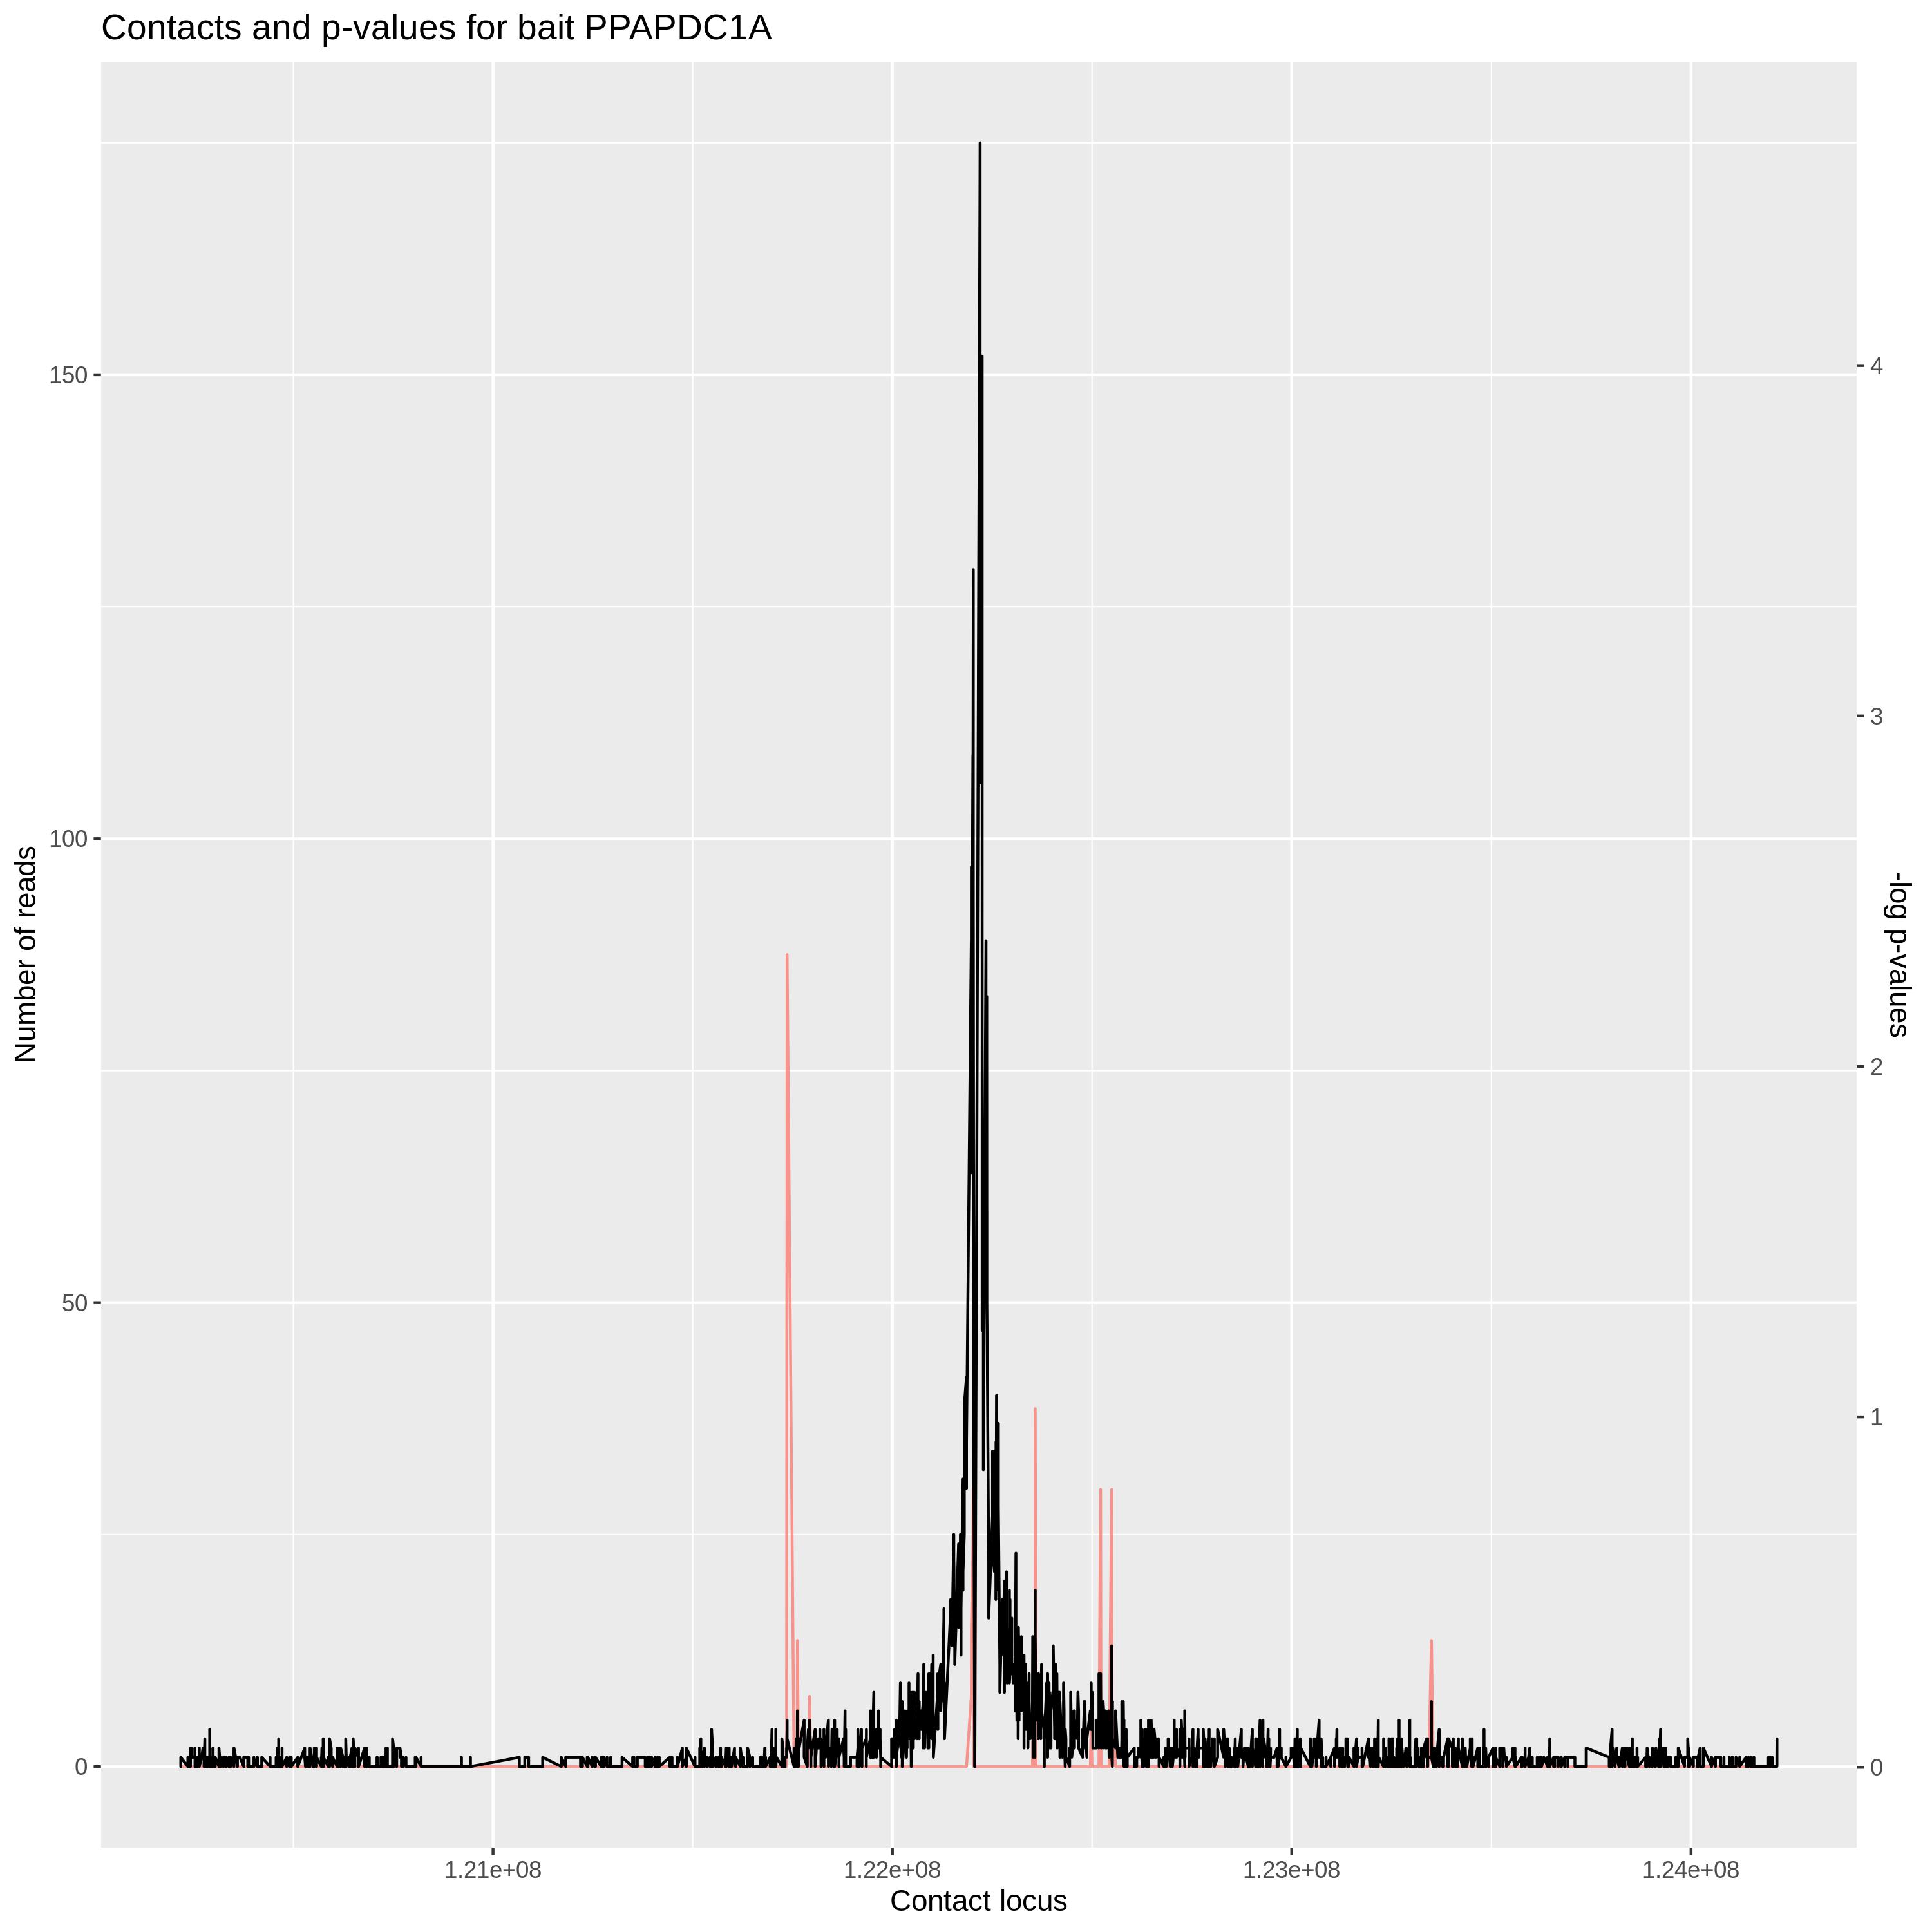 Contacts and p-values for bait PPAPDC1A
Number of reads
150
100
50
0
4
3
2
1
0
-log p-values
1.21e+08
1.22e+08
1.23e+08
1.24e+08
Contact locus